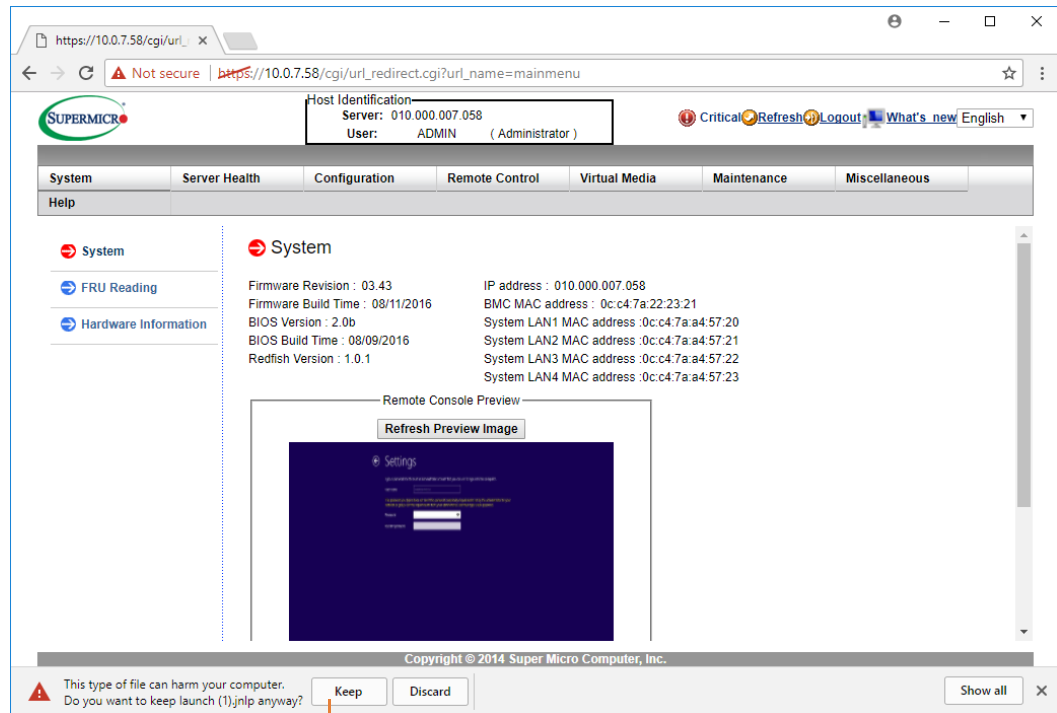 https://10.0.7.58/cgi/url_
Not secure | https://10.0.7.58/cgi/url_redirect.cgi?url_name=mainmenu
SUPERMICR
Host Identification
Server: 010.000.007.058
User: ADMIN ( Administrator )
Critical Refresh Logout What's new English
System Server Health Configuration Remote Control Virtual Media Maintenance Miscellaneous
Help
System
FRU Reading
Hardware Information
System
Firmware Revision : 03.43
Firmware Build Time : 08/11/2016
BIOS Version : 2.0b
BIOS Build Time : 08/09/2016
Redfish Version : 1.0.1
IP address : 010.000.007.058
BMC MAC address : 0c:c4:7a:22:23:21
System LAN1 MAC address :0c:c4:7a:a4:57:20
System LAN2 MAC address :0c:c4:7a:a4:57:21
System LAN3 MAC address :0c:c4:7a:a4:57:22
System LAN4 MAC address :0c:c4:7a:a4:57:23
Remote Console Preview
Refresh Preview Image
Settings
Copyright © 2014 Super Micro Computer, Inc.
This type of file can harm your computer.
Do you want to keep launch (1).jnlp anyway?
Keep
Discard
Show all